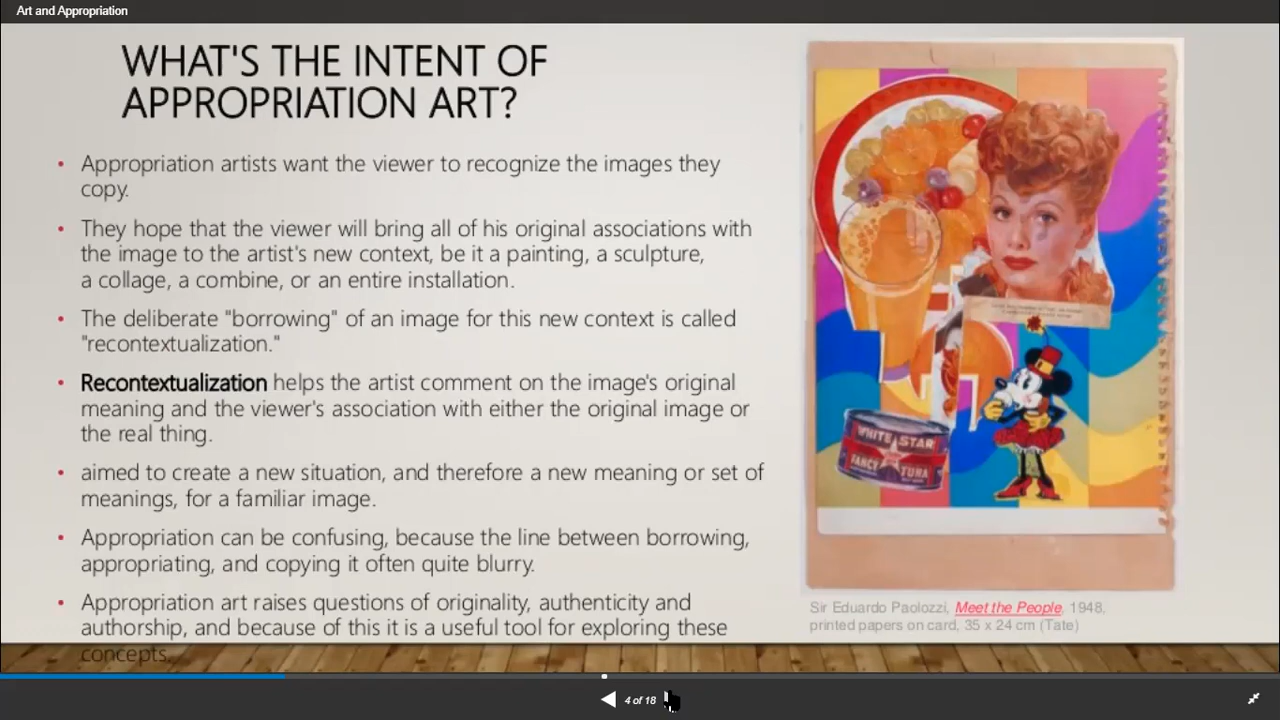 Art and Appropriation
WHAT'S THE INTENT OF
APPROPRIATION ART?
• Appropriation artists want the viewer to recognize the images they
copy.
• They hope that the viewer will bring all of his original associations with
the image to the artist's new context, be it a painting, a sculpture,
a collage, a combine, or an entire installation.
• The deliberate "borrowing" of an image for this new context is called
"recontextualization."
• Recontextualization helps the artist comment on the image's original
meaning and the viewer's association with either the original image or
the real thing.
• aimed to create a new situation, and therefore a new meaning or set of
meanings, for a familiar image.
• Appropriation can be confusing, because the line between borrowing,
appropriating, and copying it often quite blurry.
• Appropriation art raises questions of originality, authenticity and
authorship, and because of this it is a useful tool for exploring these
concepts.
WHITE STAR
FANCY TUNA
Sir Eduardo Paolozzi, Meet the People, 1948,
printed papers on card, 35 x 24 cm (Tate)
4 of 18